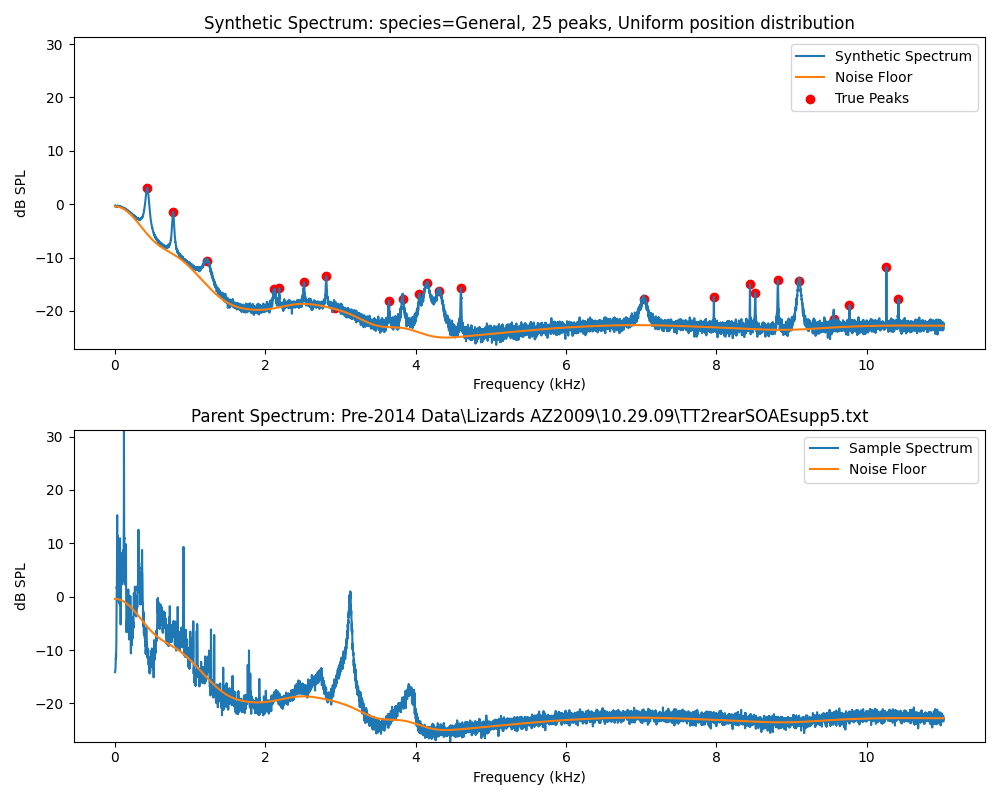 Synthetic Spectrum: species=General, 25 peaks, Uniform position distribution
dB SPL
30
20
10
0
−10
−20
Synthetic Spectrum
Noise Floor
True Peaks
0 2 4 6 8 10
Frequency (kHz)
Parent Spectrum: Pre-2014 Data\Lizards AZ2009\10.29.09\TT2rearSOAEsupp5.txt
dB SPL
30
20
10
0
−10
−20
Sample Spectrum
Noise Floor
0 2 4 6 8 10
Frequency (kHz)